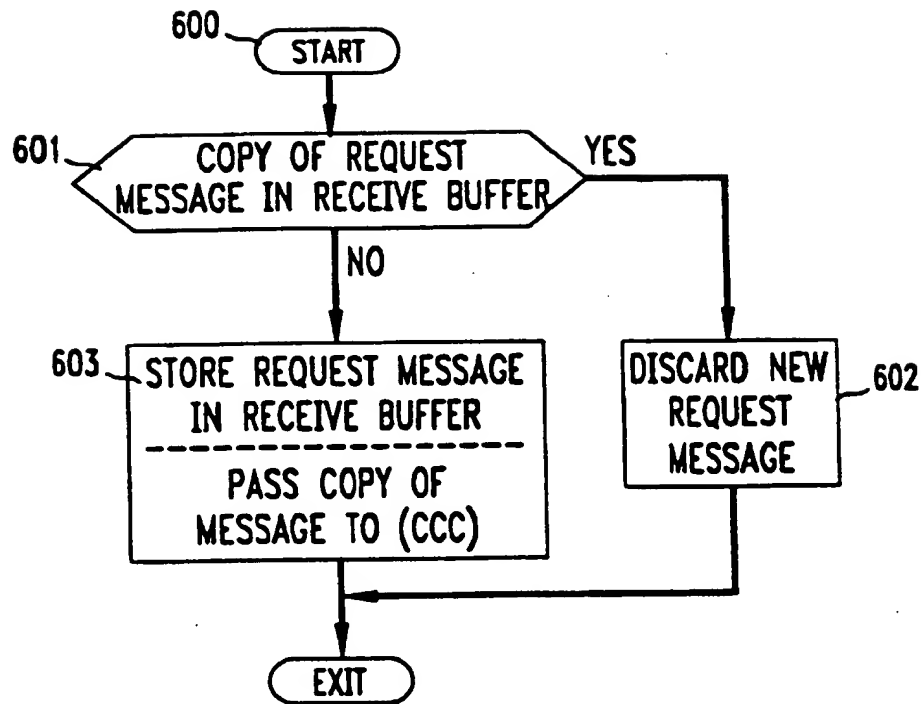 600
START
601
COPY OF REQUEST
MESSAGE IN RECEIVE BUFFER
YES
NO
603
STORE REQUEST MESSAGE
IN RECEIVE BUFFER
PASS COPY OF
MESSAGE TO (CCC)
DISCARD NEW
REQUEST
MESSAGE
602
EXIT